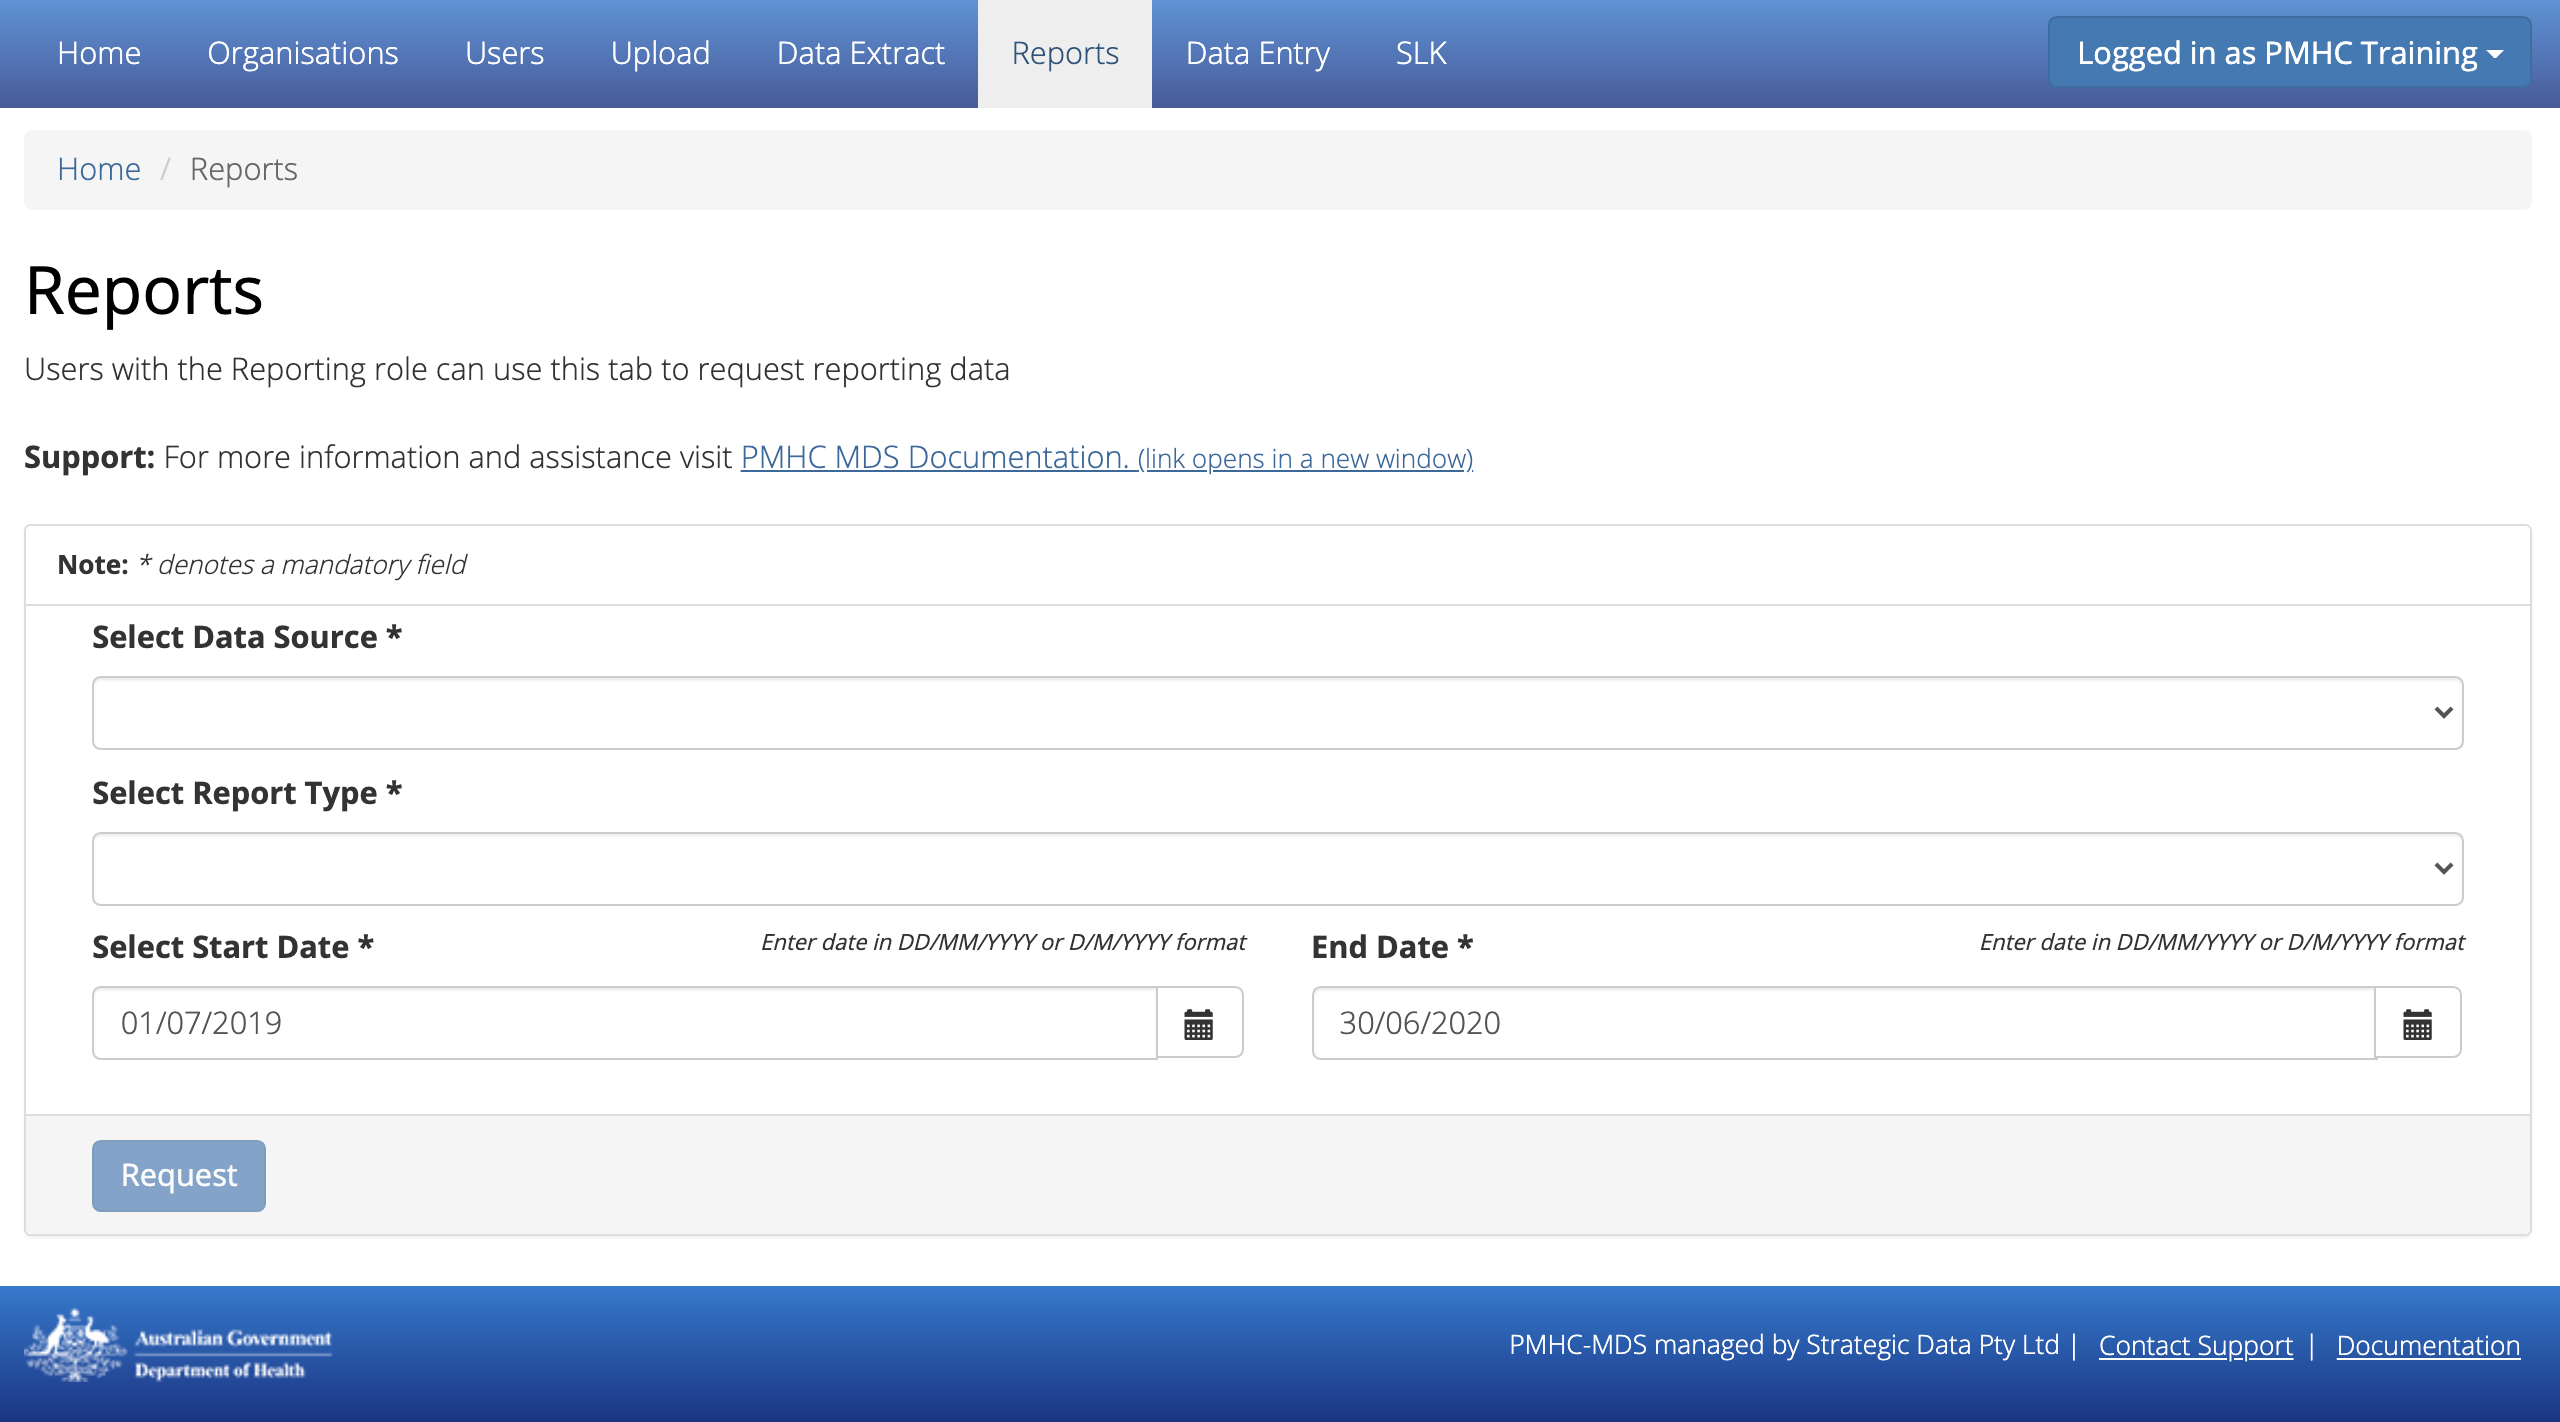 Home Organisations Users Upload Data Extract Reports Data Entry SLK Logged in as PMHC Training
Home / Reports
Reports
Users with the Reporting role can use this tab to request reporting data
Support: For more information and assistance visit PMHC MDS Documentation. (link opens in a new window)
Note: * denotes a mandatory field
Select Data Source *
Select Report Type *
Select Start Date * Enter date in DD/MM/YYYY or D/M/YYYY format End Date * Enter date in DD/MM/YYYY or D/M/YYYY format
01/07/2019 30/06/2020
Request
Australian Government
Department of Health
PMHC-MDS managed by Strategic Data Pty Ltd | Contact Support | Documentation